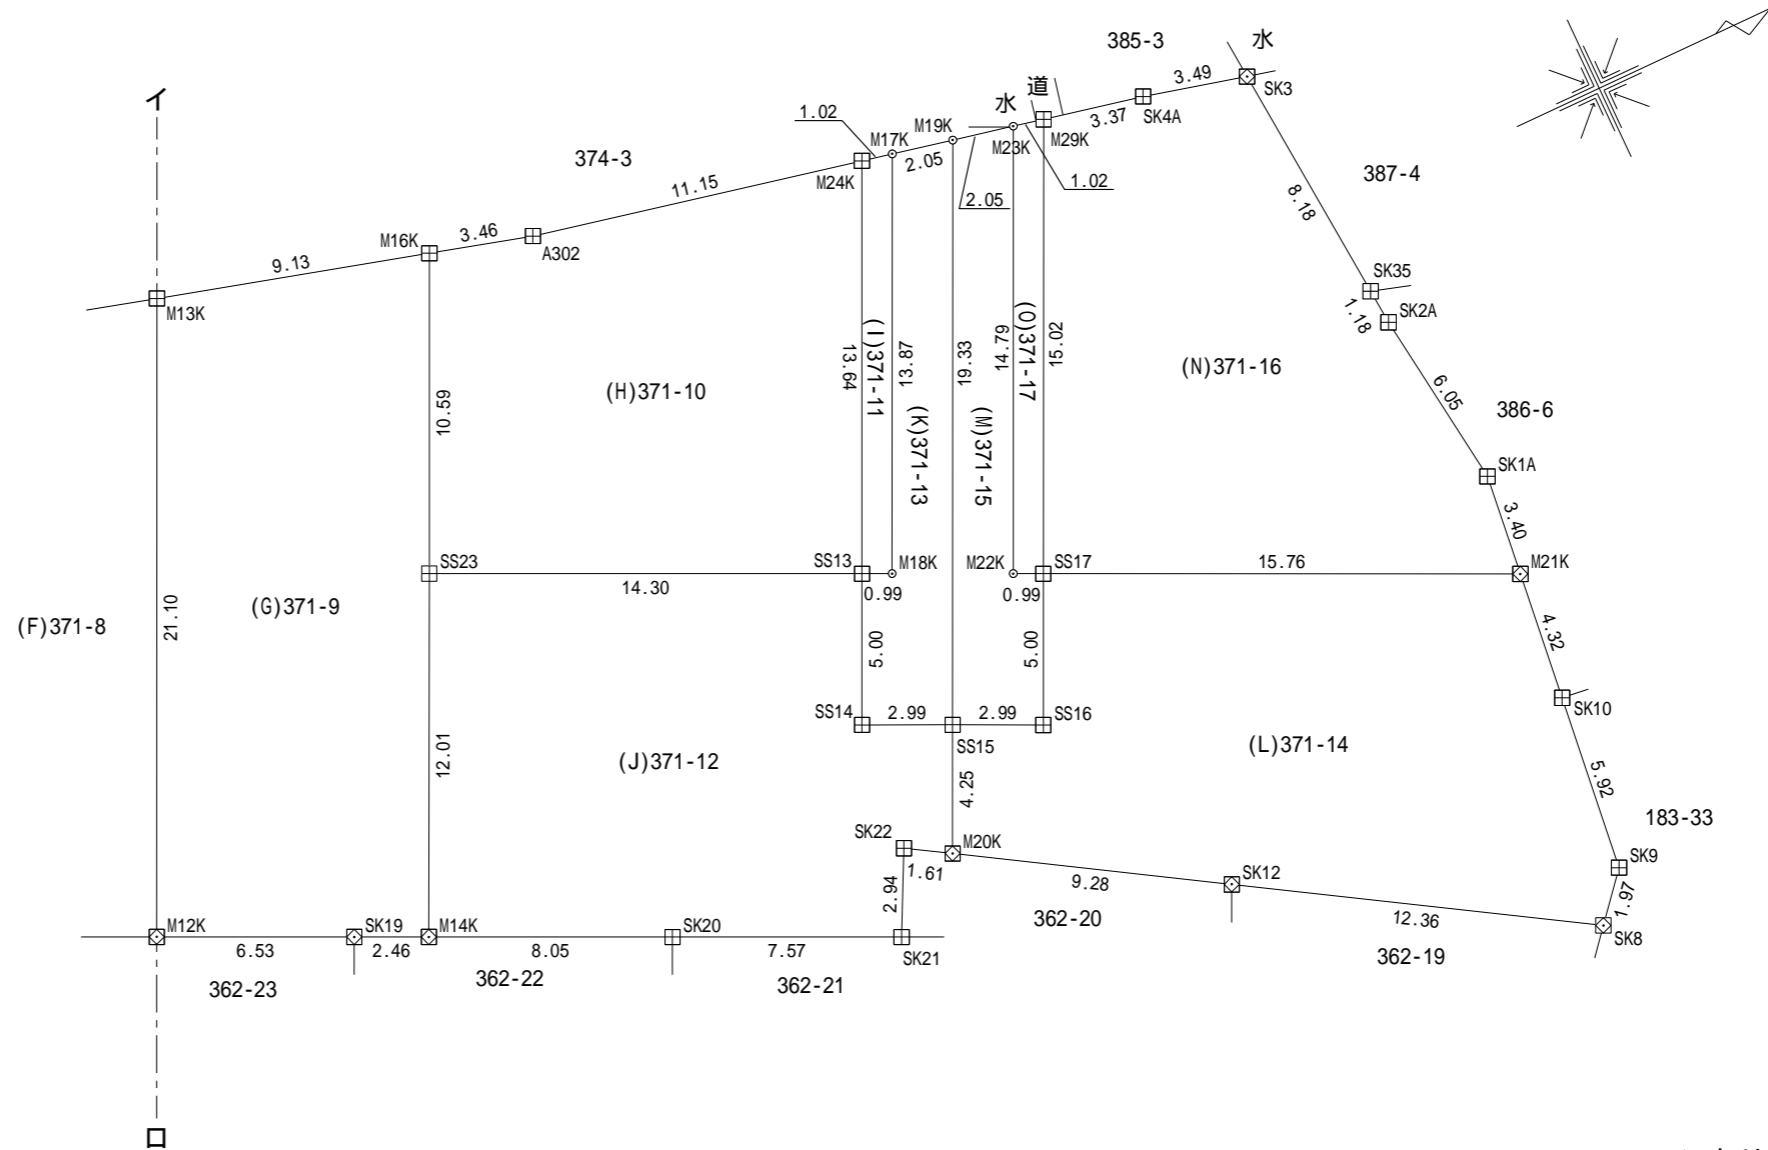 385-3
水
3.49
SK3
イ
道
水
SK4A
3.37
M29K
M23K
1.02
M19K
M17K
2.05
1.02
2.05
374-3
M24K
11.15
387-4
8.18
M16K
3.46
A302
9.13
M13K
SK35
SK2A
1.18
(I)371-11
13.64
13.87
19.33
14.79
(O)371-17
15.02
(N)371-16
(H)371-10
10.59
(K)371-13
(M)371-15
6.05
386-6
SK1A
3.40
SS23
SS13
M18K
M22K
SS17
15.76
M21K
14.30
0.99
0.99
(G)371-9
(F)371-8
21.10
5.00
5.00
4.32
SS14
2.99
2.99
SS16
SK10
SS15
(L)371-14
(J)371-12
12.01
4.25
5.92
183-33
SK22
M20K
SK9
1.61
2.94
9.28
SK12
1.97
M12K
SK19
M14K
SK20
362-20
12.36
SK8
6.53
2.46
8.05
7.57
SK21
362-19
362-23
362-22
362-21
ロ